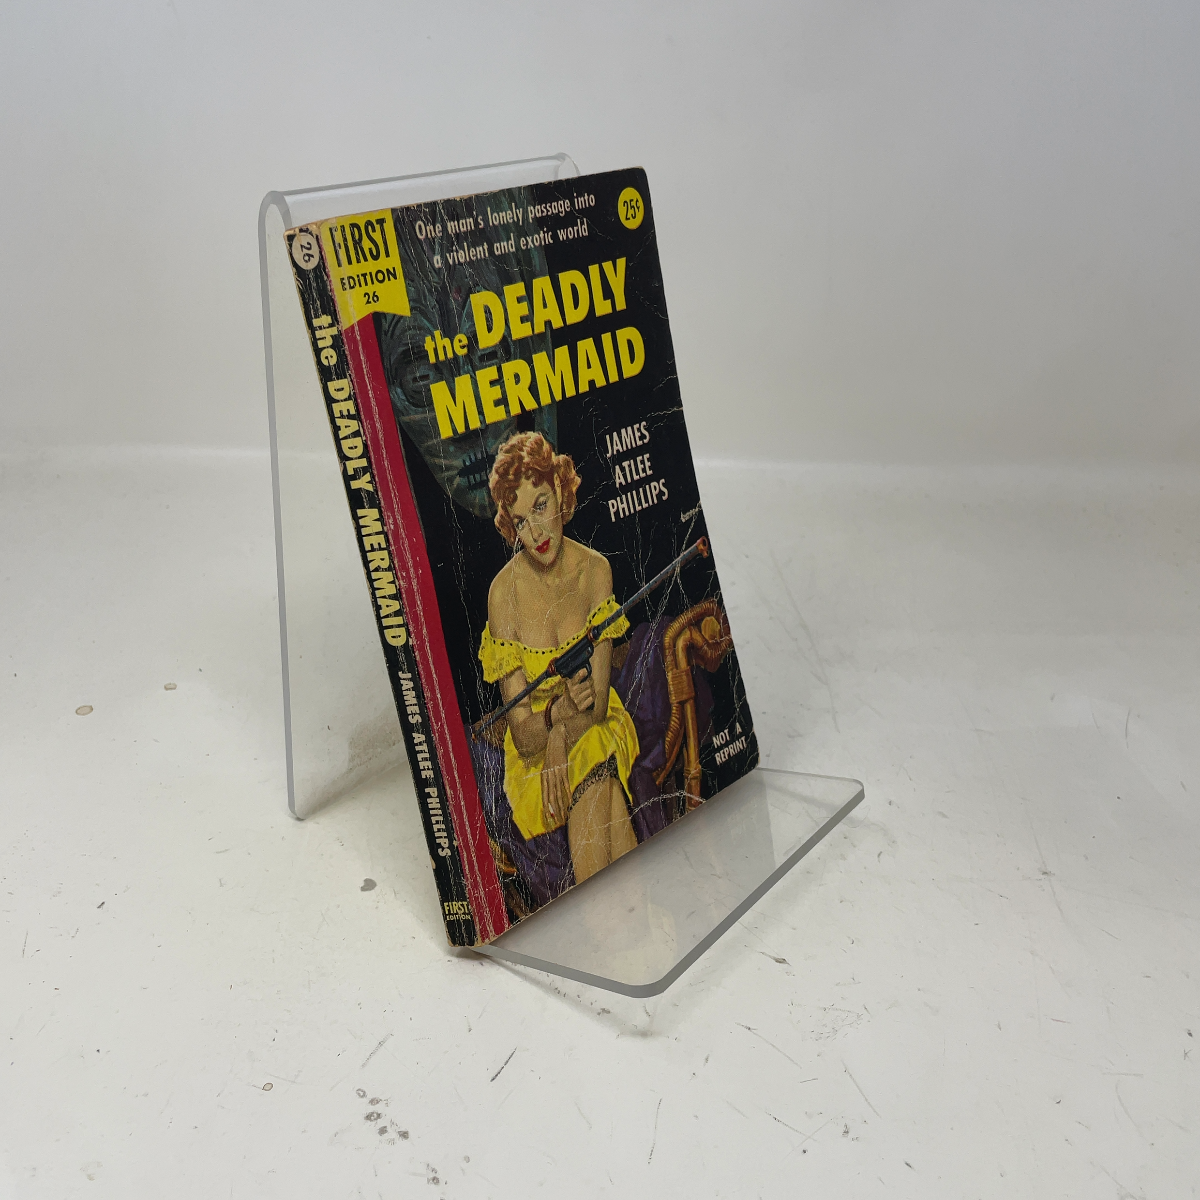 26
FIRST
EDITION
26
One man's lonely passage into
a violent and exotic world
25¢
the DEADLY
MERMAID
JAMES
ATLEE
PHILLIPS
NOT A
REPRINT
the DEADLY MERMAID JAMES ATLEE PHILLIPS
FIRST
EDITION